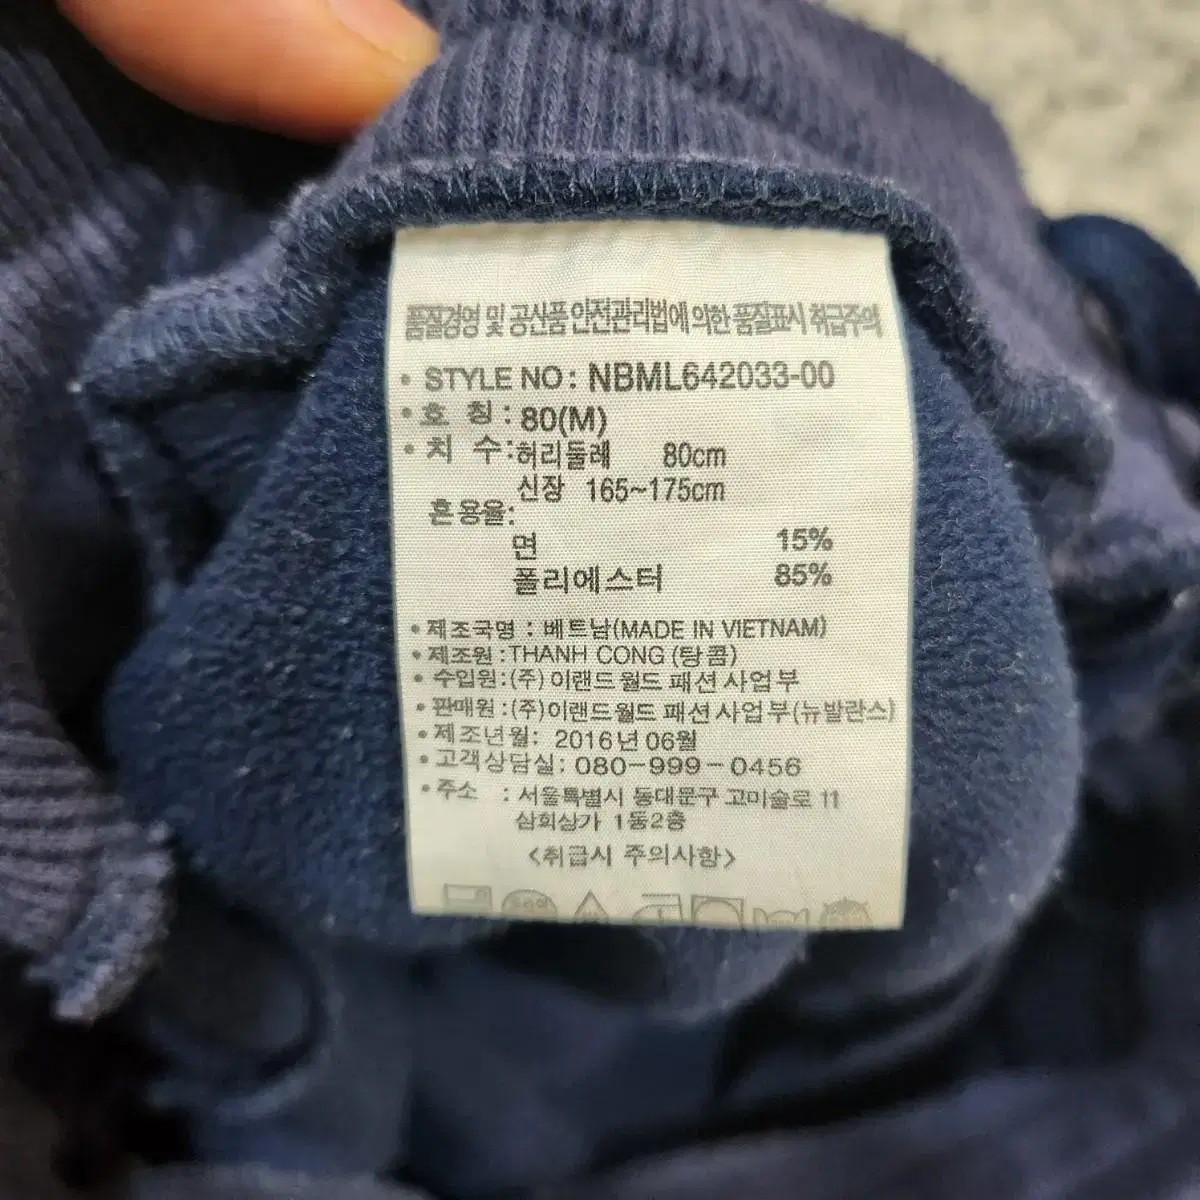 품질경영 및 공산품 안전관리법에 의한 품질표시 취급주의
• STYLE NO : NBML642033-00
• 호 칭 : 80(M)
• 치 수 : 허리둘레 80cm
신장 165~175cm
혼용율:
면 15%
폴리에스터 85%
• 제조국명 : 베트남(MADE IN VIETNAM)
• 제조원 : THANH CONG (탕콤)
• 수입원 : (주) 이랜드월드 패션사업부
• 판매원 : (주)이랜드월드 패션사업부(뉴발란스)
• 제조년월: 2016년 06월
• 고객상담실: 080-999-0456
• 주소 : 서울특별시 동대문구 고미술로 11
삼희상가 1동2층
<취급시 주의사항>